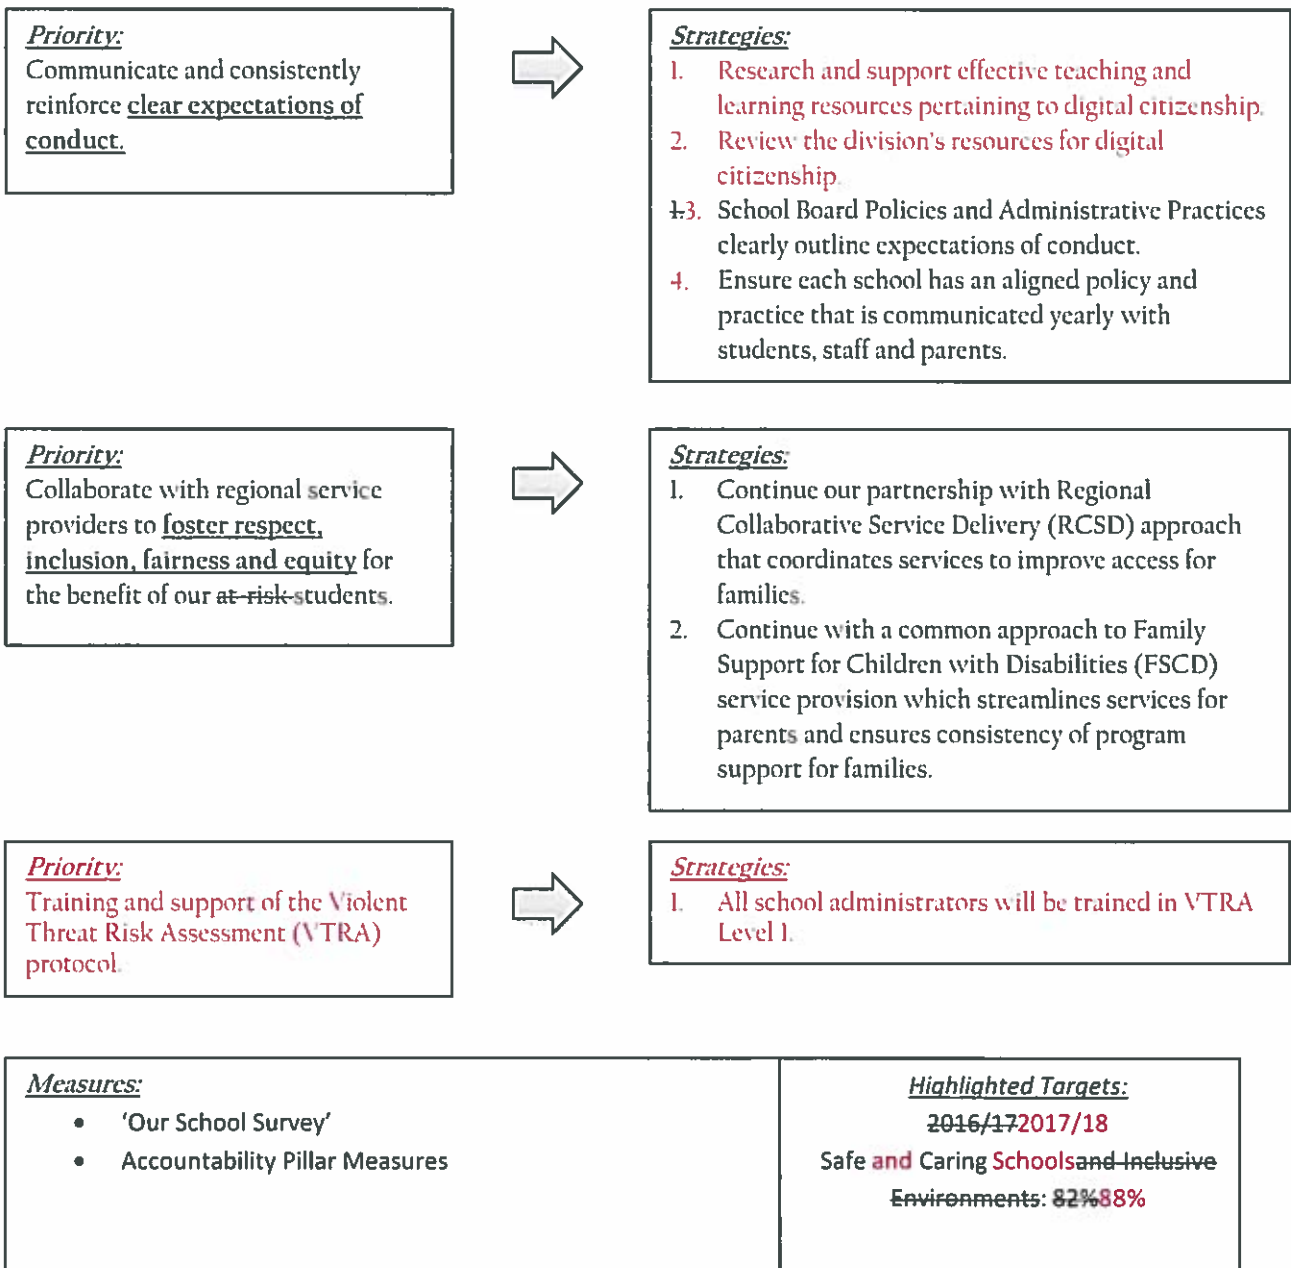 Priority:
Communicate and consistently
reinforce clear expectations of
conduct.
Strategies:
1. Research and support effective teaching and
learning resources pertaining to digital citizenship.
2. Review the division's resources for digital
citizenship.
1.3. School Board Policies and Administrative Practices
clearly outline expectations of conduct.
4. Ensure each school has an aligned policy and
practice that is communicated yearly with
students, staff and parents.
Priority:
Collaborate with regional service
providers to foster respect,
inclusion, fairness and equity for
the benefit of our at-risk students.
Strategies:
1. Continue our partnership with Regional
Collaborative Service Delivery (RCSD) approach
that coordinates services to improve access for
families.
2. Continue with a common approach to Family
Support for Children with Disabilities (FSCD)
service provision which streamlines services for
parents and ensures consistency of program
support for families.
Priority:
Training and support of the Violent
Threat Risk Assessment (VTRA)
protocol.
Strategies:
1. All school administrators will be trained in VTRA
Level 1.
Measures:
• 'Our School Survey'
• Accountability Pillar Measures
Highlighted Targets:
2016/172017/18
Safe and Caring Schoolsand Inclusive
Environments: 82%88%